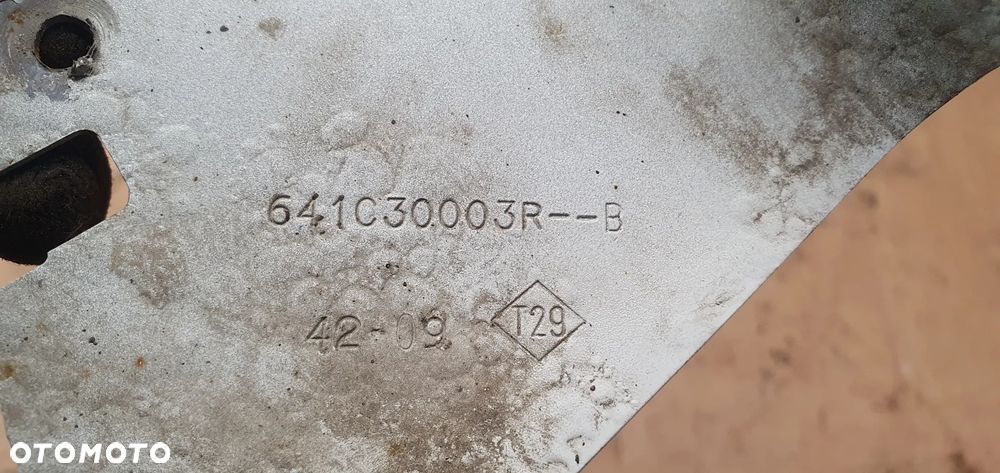 641C30003R--B
42-09
T29
OTOMOTO